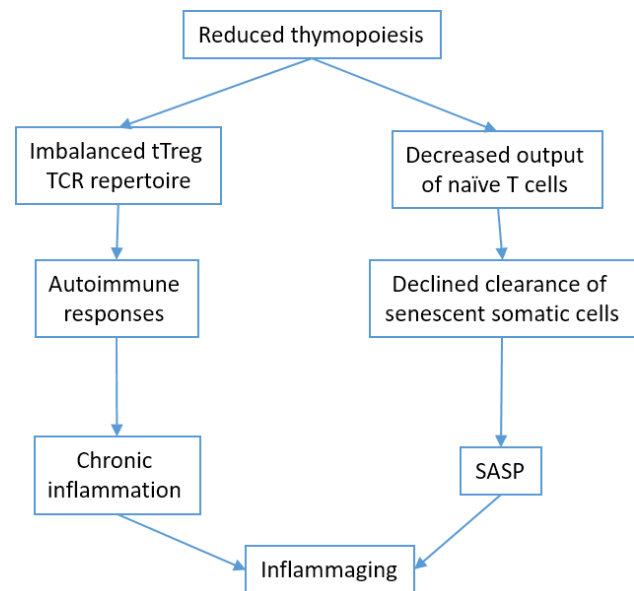 Reduced thymopoiesis
Imbalanced tTreg
TCR repertoire
Decreased output
of naïve T cells
Autoimmune
responses
Declined clearance of
senescent somatic cells
Chronic
inflammation
SASP
Inflammaging